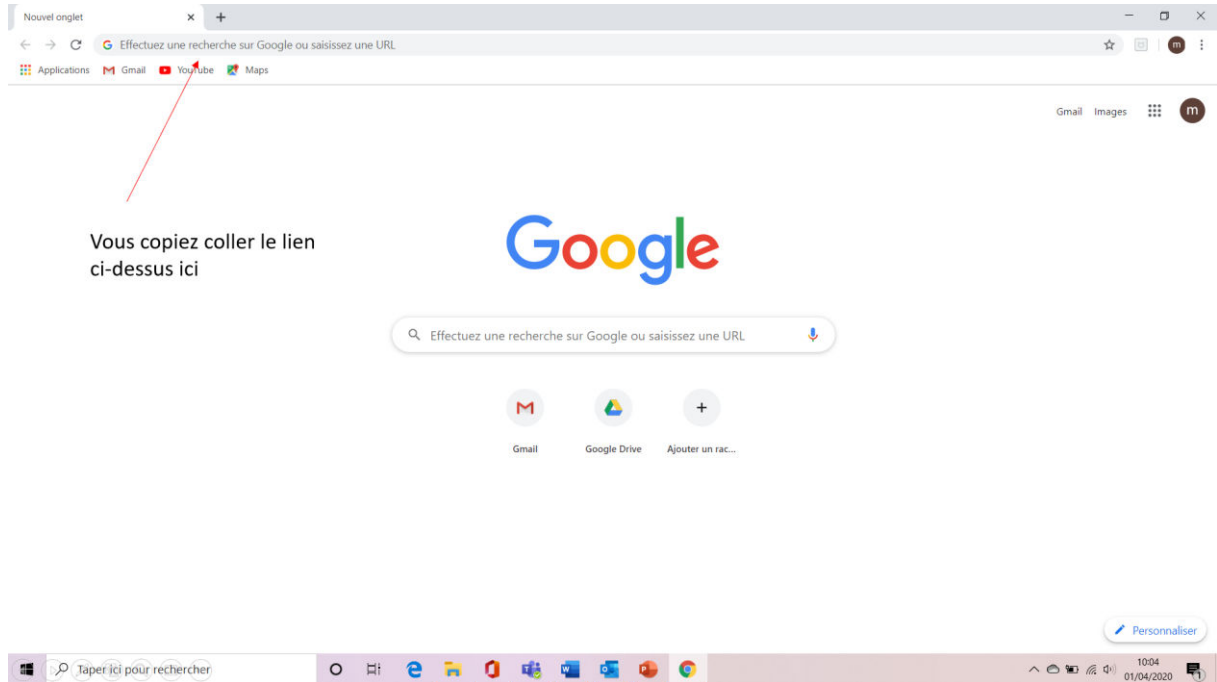 Nouvel onglet
Effectuez une recherche sur Google ou saisissez une URL
Applications Gmail YouTube Maps
Gmail Images m
m
Vous copiez coller le lien
ci-dessus ici
Google
Effectuez une recherche sur Google ou saisissez une URL
Gmail Google Drive Ajouter un rac...
Personnaliser
Taper ici pour rechercher
10:04
01/04/2020